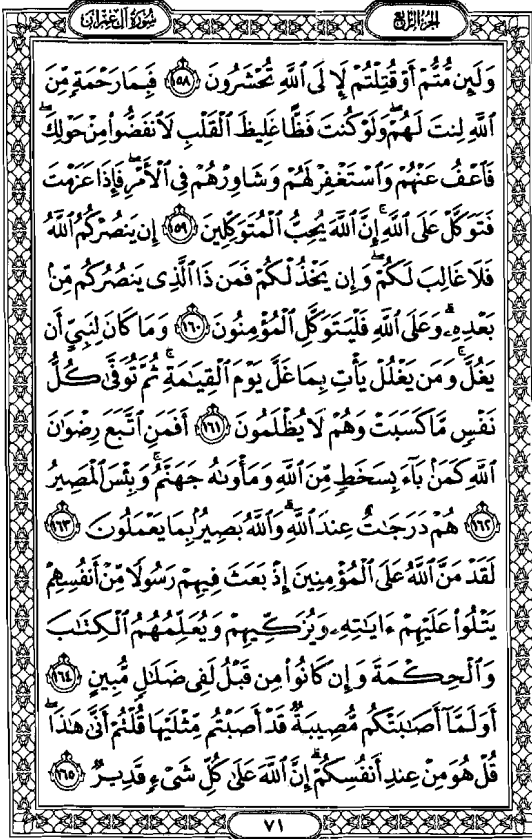 سُورَةُ آلِ عِمْرَانَ
الجُزْءُ الرَّابِعُ
وَلَئِن مُّتُّمْ أَوْ قُتِلْتُمْ لَإِلَى ٱللَّهِ تُحْشَرُونَ ١٥٨ فَبِمَا رَحْمَةٍ مِّنَ
ٱللَّهِ لِنتَ لَهُمْ ۖ وَلَوْ كُنتَ فَظًّا غَلِيظَ ٱلْقَلْبِ لَٱنفَضُّوا۟ مِنْ حَوْلِكَ ۖ
فَٱعْفُ عَنْهُمْ وَٱسْتَغْفِرْ لَهُمْ وَشَاوِرْهُمْ فِى ٱلْأَمْرِ ۖ فَإِذَا عَزَمْتَ
فَتَوَكَّلْ عَلَى ٱللَّهِ ۚ إِنَّ ٱللَّهَ يُحِبُّ ٱلْمُتَوَكِّلِينَ ١٥٩ إِن يَنصُرْكُمُ ٱللَّهُ
فَلَا غَالِبَ لَكُمْ ۖ وَإِن يَخْذُلْكُمْ فَمَن ذَا ٱلَّذِى يَنصُرُكُم مِّنۢ
بَعْدِهِۦ ۗ وَعَلَى ٱللَّهِ فَلْيَتَوَكَّلِ ٱلْمُؤْمِنُونَ ١٦٠ وَمَا كَانَ لِنَبِىٍّ أَن
يَغُلَّ ۚ وَمَن يَغْلُلْ يَأْتِ بِمَا غَلَّ يَوْمَ ٱلْقِيَٰمَةِ ۚ ثُمَّ تُوَفَّىٰ كُلُّ
نَفْسٍ مَّا كَسَبَتْ وَهُمْ لَا يُظْلَمُونَ ١٦١ أَفَمَنِ ٱتَّبَعَ رِضْوَٰنَ
ٱللَّهِ كَمَنۢ بَآءَ بِسَخَطٍ مِّنَ ٱللَّهِ وَمَأْوَىٰهُ جَهَنَّمُ ۚ وَبِئْسَ ٱلْمَصِيرُ
١٦٢ هُمْ دَرَجَٰتٌ عِندَ ٱللَّهِ ۗ وَٱللَّهُ بَصِيرٌۢ بِمَا يَعْمَلُونَ ١٦٣
لَقَدْ مَنَّ ٱللَّهُ عَلَى ٱلْمُؤْمِنِينَ إِذْ بَعَثَ فِيهِمْ رَسُولًا مِّنْ أَنفُسِهِمْ
يَتْلُوا۟ عَلَيْهِمْ ءَايَٰتِهِۦ وَيُزَكِّيهِمْ وَيُعَلِّمُهُمُ ٱلْكِتَٰبَ
وَٱلْحِكْمَةَ وَإِن كَانُوا۟ مِن قَبْلُ لَفِى ضَلَٰلٍ مُّبِينٍ ١٦٤
أَوَلَمَّآ أَصَٰبَتْكُم مُّصِيبَةٌ قَدْ أَصَبْتُم مِّثْلَيْهَا قُلْتُمْ أَنَّىٰ هَٰذَا ۖ
قُلْ هُوَ مِنْ عِندِ أَنفُسِكُمْ ۗ إِنَّ ٱللَّهَ عَلَىٰ كُلِّ شَىْءٍ قَدِيرٌ ١٦٥
٧١